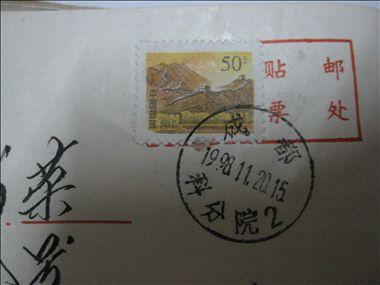 50分
中国邮政
贴 邮
票 处
成都
1998.11.20.15
科分院2
荣
芳